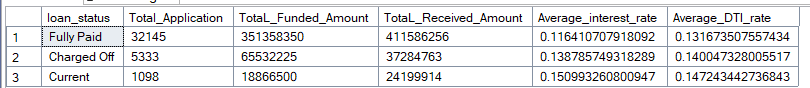 loan_status Total_Application TotaL_Funded_Amount TotaL_Received_Amount Average_interest_rate Average_DTI_rate
1 Fully Paid 32145 351358350 411586256 0.116410707918092 0.131673507557434
2 Charged Off 5333 65532225 37284763 0.138785749318289 0.140047328005517
3 Current 1098 18866500 24199914 0.150993260800947 0.147243442736843